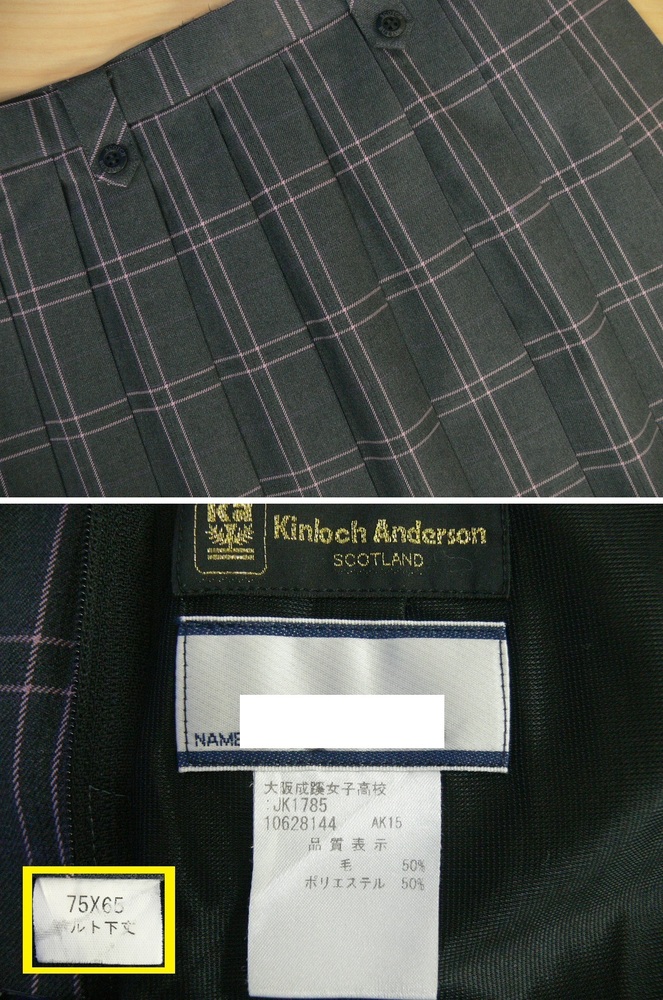 Kinloch Anderson
SCOTLAND
NAME
大阪成蹊女子高校
:JK1785
10628144 AK15
品質表示
毛 50%
ポリエステル 50%
75X65
ルト下丈